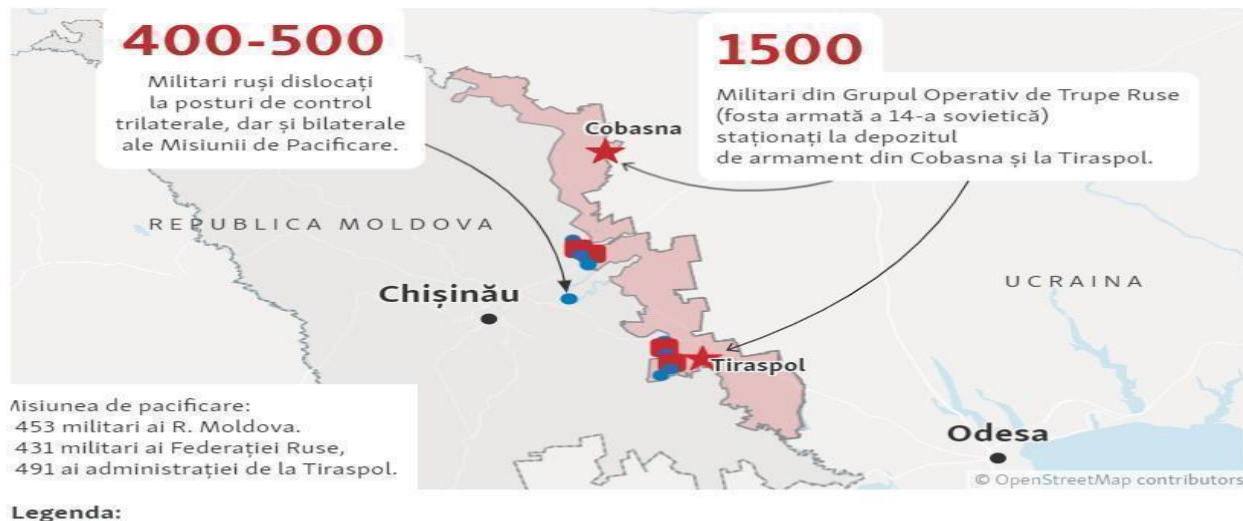 400-500
Militari ruși dislocați
la posturi de control
trilaterale, dar și bilaterale
ale Misiunii de Pacificare.
1500
Militari din Grupul Operativ de Trupe Ruse
(fosta armată a 14-a sovietică)
staționați la depozitul
de armament din Cobasna și la Tiraspol.
Cobasna
REPUBLICA MOLDOVA
UCRAINA
Chișinău
Tiraspol
Odesa
Misiunea de pacificare:
453 militari ai R. Moldova.
431 militari ai Federației Ruse,
491 ai administrației de la Tiraspol.
© OpenStreetMap contributors
Legenda: